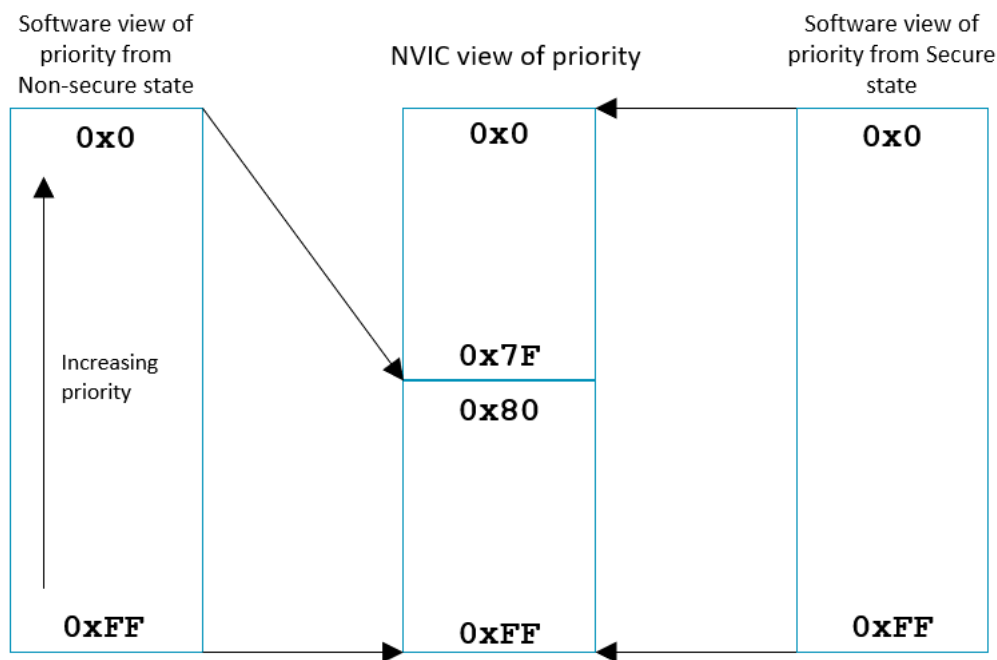 Software view of
priority from
Non-secure state
NVIC view of priority
Software view of
priority from Secure
state
0x0
0x0
0x0
Increasing
priority
0x7F
0x80
0xFF
0xFF
0xFF